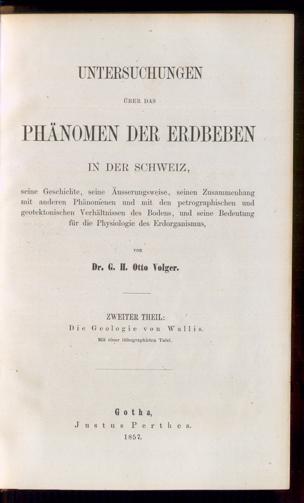 UNTERSUCHUNGEN
ÜBER DAS
PHÄNOMEN DER ERDBEBEN
IN DER SCHWEIZ,
seine Geschichte, seine Äusserungsweise, seinen Zusammenhang
mit anderen Phänomenen und mit den petrographischen und
geotektonischen Verhältnissen des Bodens, und seine Bedeutung
für die Physiologie des Erdorganismus,
VON
Dr. G. H. Otto Volger.
ZWEITER THEIL:
Die Geologie von Wallis.
Mit einer lithographirten Tafel.
Gotha,
Justus Perthes.
1857.